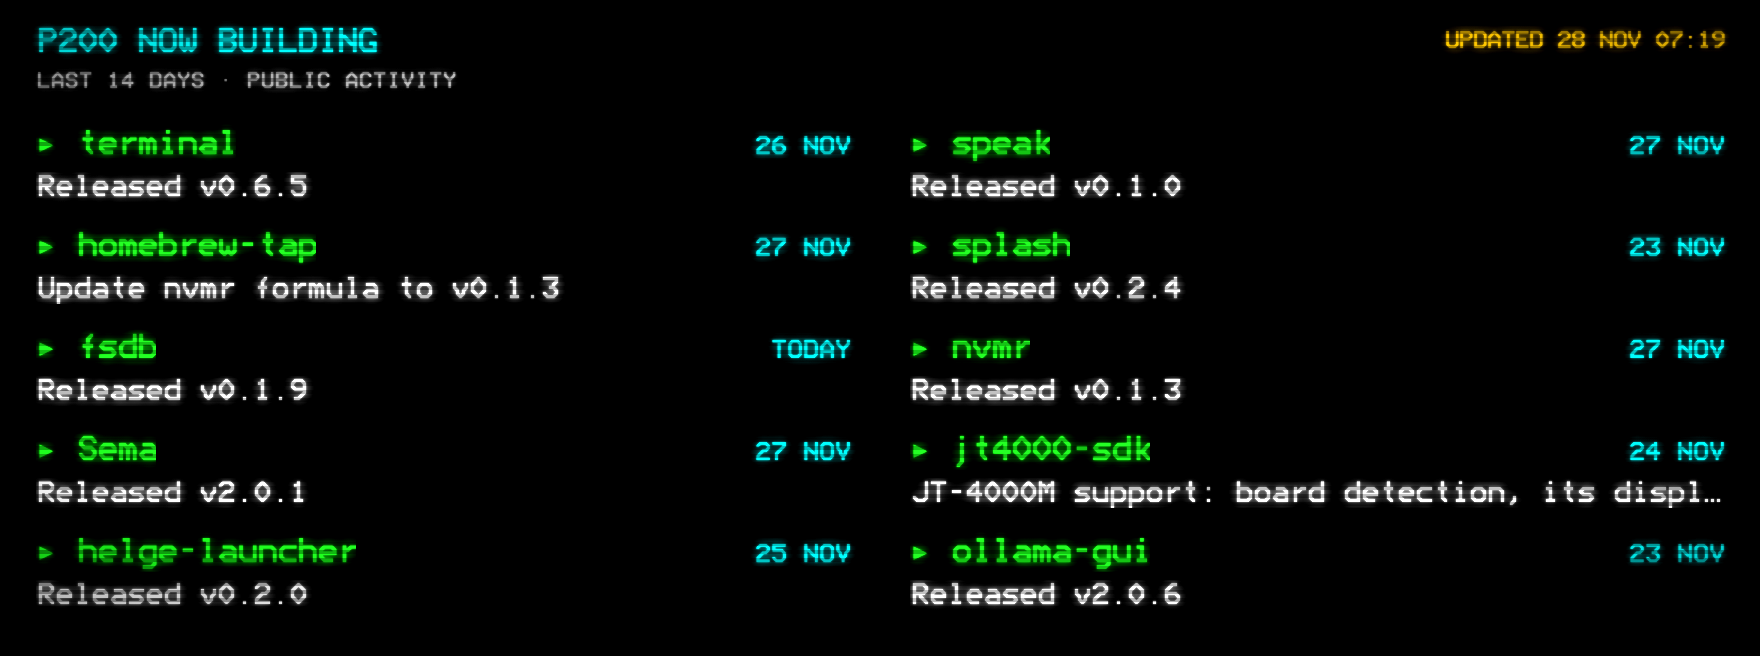 P200 NOW BUILDING
UPDATED 28 NOV 07:19
LAST 14 DAYS · PUBLIC ACTIVITY
► terminal 26 NOV
Released v0.6.5
► speak 27 NOV
Released v0.1.0
► homebrew-tap 27 NOV
Update nvmr formula to v0.1.3
► splash 23 NOV
Released v0.2.4
► fsdb TODAY
Released v0.1.9
► nvmr 27 NOV
Released v0.1.3
► Sema 27 NOV
Released v2.0.1
► jt4000-sdk 24 NOV
JT-4000M support: board detection, its displ…
► helge-launcher 25 NOV
Released v0.2.0
► ollama-gui 23 NOV
Released v2.0.6